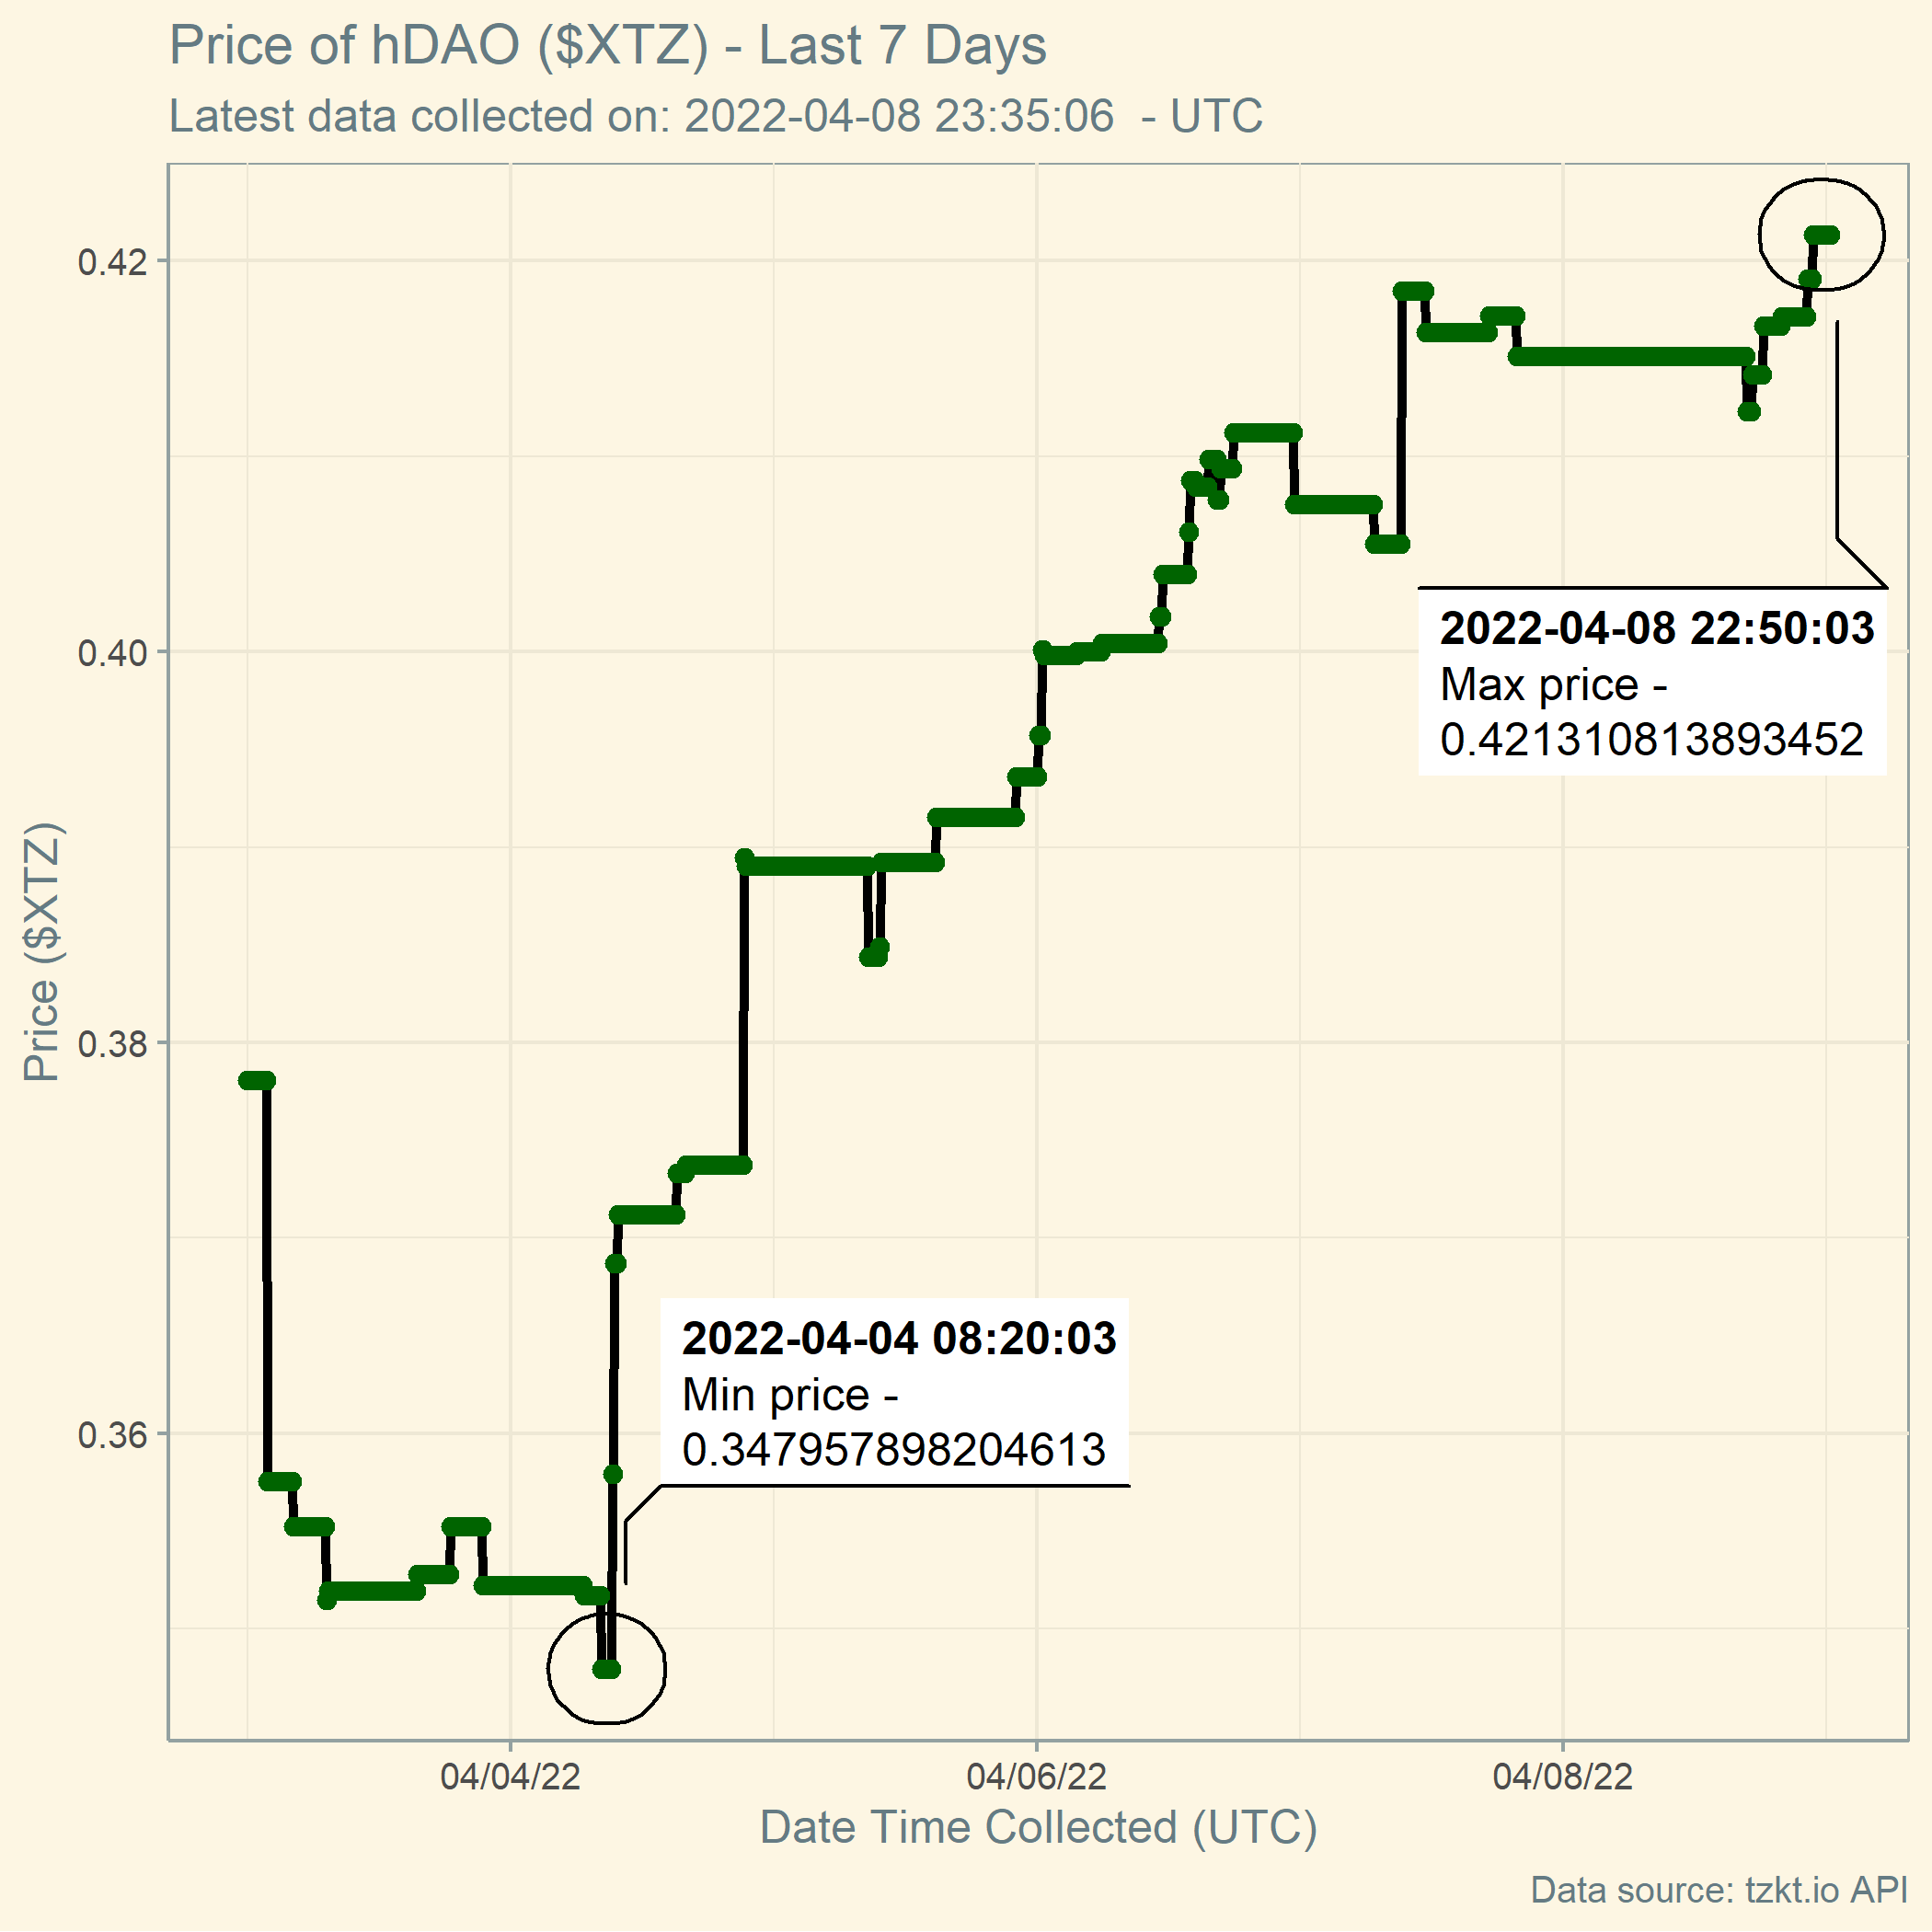 Price of hDAO ($XTZ) - Last 7 Days
Latest data collected on: 2022-04-08 23:35:06  - UTC
Price ($XTZ)
0.42
0.40
0.38
0.36
2022-04-08 22:50:03
Max price -
0.421310813893452
2022-04-04 08:20:03
Min price -
0.347957898204613
04/04/22
04/06/22
04/08/22
Date Time Collected (UTC)
Data source: tzkt.io API